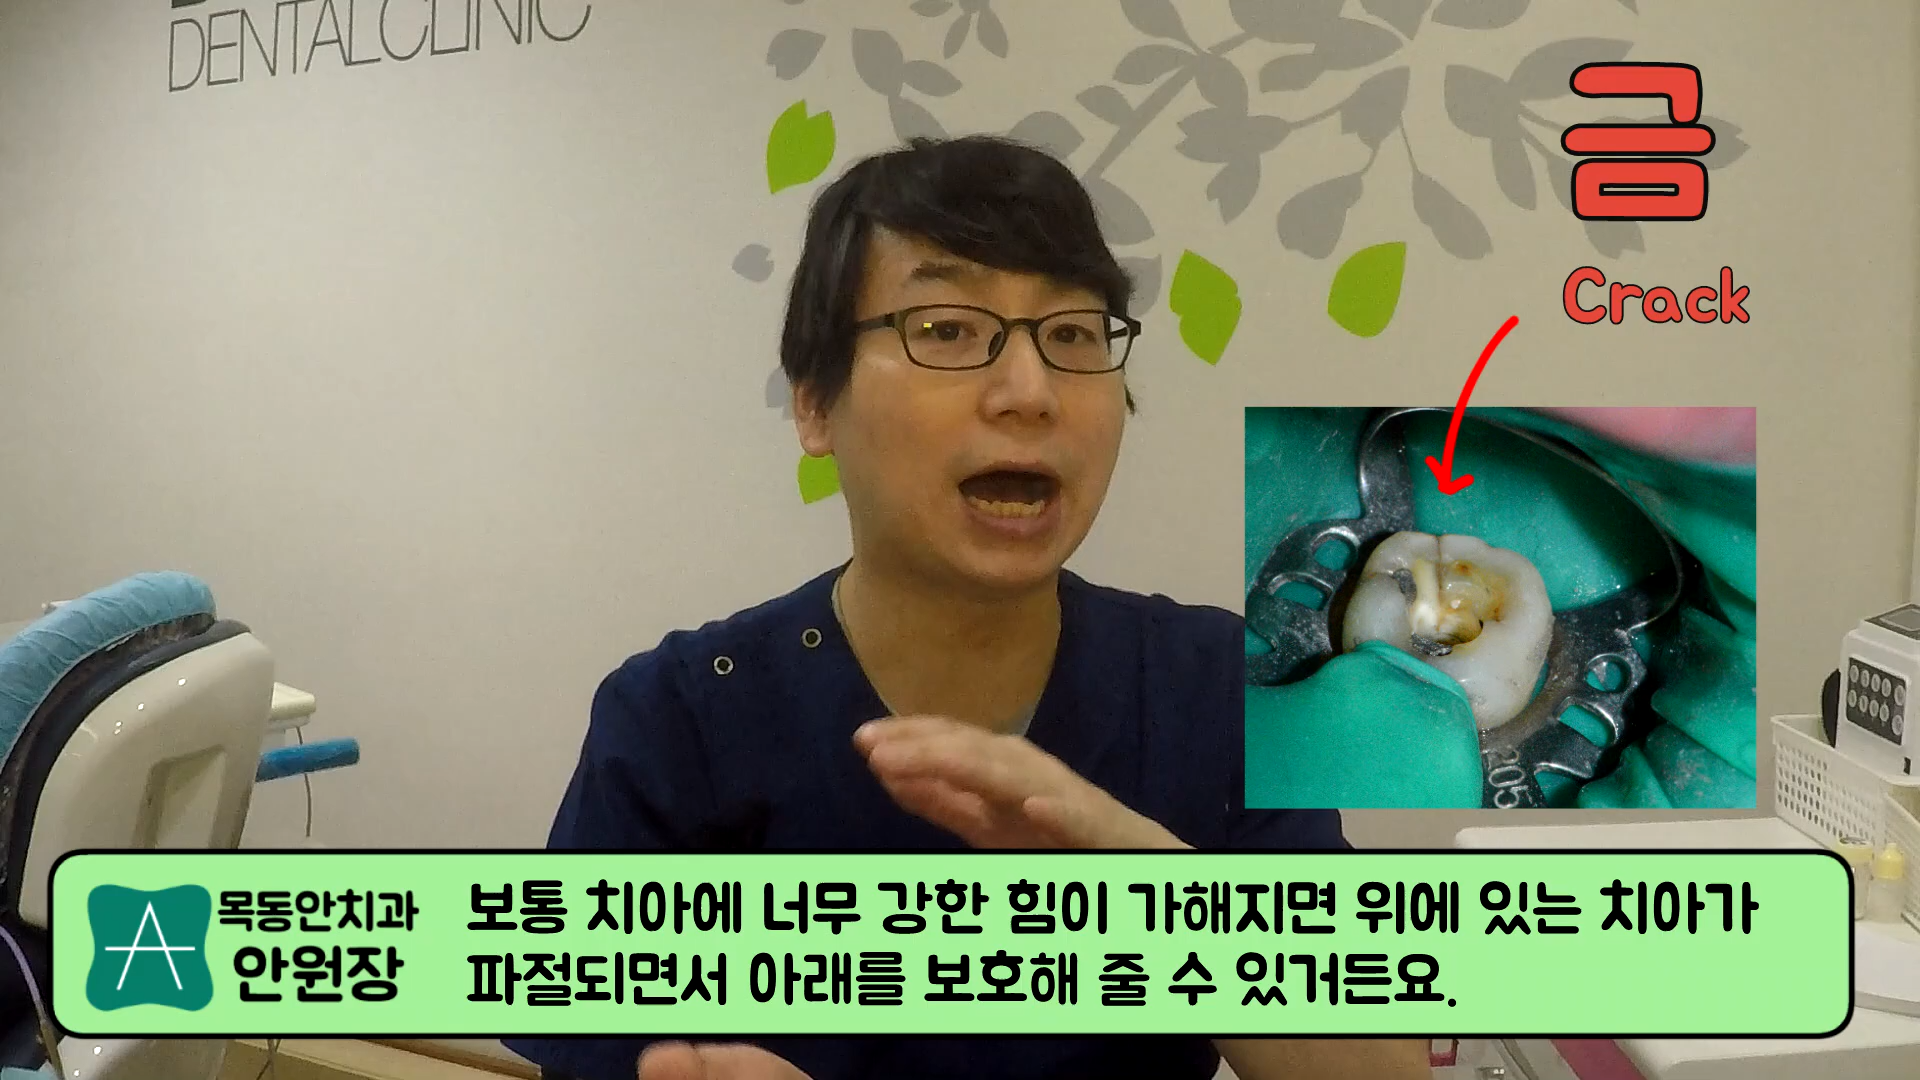 DENTALCLINIC
금
Crack
205
목동안치과
안원장
보통 치아에 너무 강한 힘이 가해지면 위에 있는 치아가
파절되면서 아래를 보호해 줄 수 있거든요.